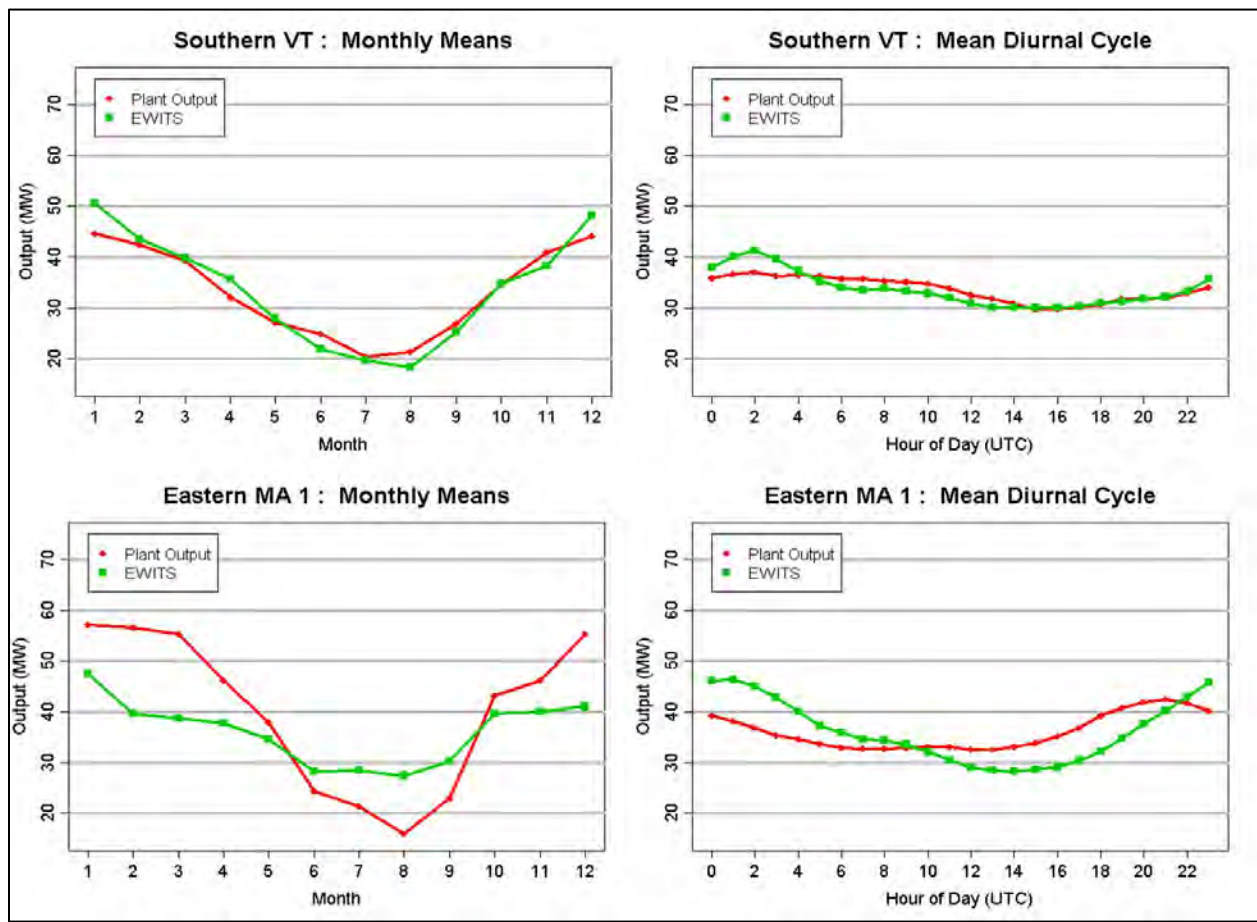 Southern VT : Monthly Means
Plant Output
EWITS
Output (MW)
70
60
50
40
30
20
1 2 3 4 5 6 7 8 9 10 11 12
Month
Southern VT : Mean Diurnal Cycle
Plant Output
EWITS
Output (MW)
70
60
50
40
30
20
0 2 4 6 8 10 12 14 16 18 20 22
Hour of Day (UTC)
Eastern MA 1 : Monthly Means
Plant Output
EWITS
Output (MW)
70
60
50
40
30
20
1 2 3 4 5 6 7 8 9 10 11 12
Month
Eastern MA 1 : Mean Diurnal Cycle
Plant Output
EWITS
Output (MW)
70
60
50
40
30
20
0 2 4 6 8 10 12 14 16 18 20 22
Hour of Day (UTC)